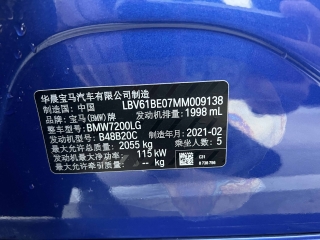 华晨宝马汽车有限公司制造
制造国: 中国 LBV61BE07MM009138
品牌: 宝马(BMW)牌 发动机排量: 1998 mL
整车型号: BMW7200LG
发动机型号: B48B20C 制造年月: 2021-02
最大允许总质量: 2055 kg 乘坐人数: 5
发动机最大净功率: 115 kW
最大允许牵引质量: -- kg